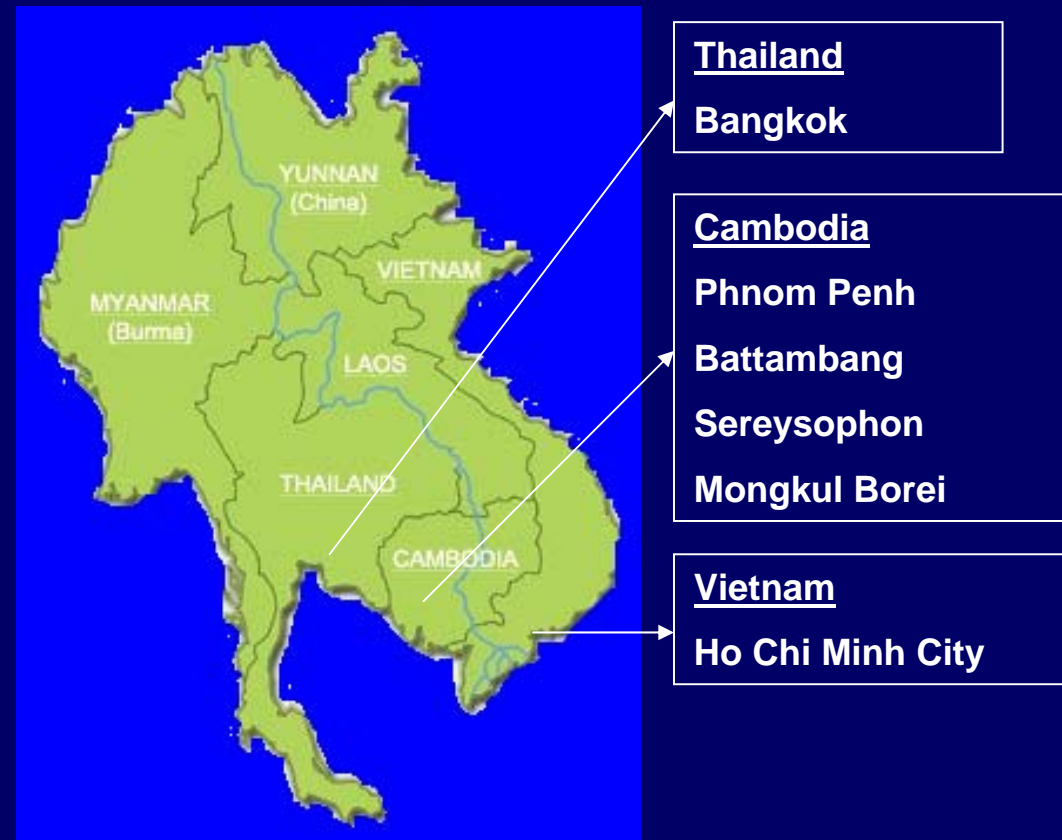 YUNNAN
(China)
VIETNAM
MYANMAR
(Burma)
LAOS
THAILAND
CAMBODIA
Thailand
Bangkok
Cambodia
Phnom Penh
Battambang
Sereysophon
Mongkul Borei
Vietnam
Ho Chi Minh City